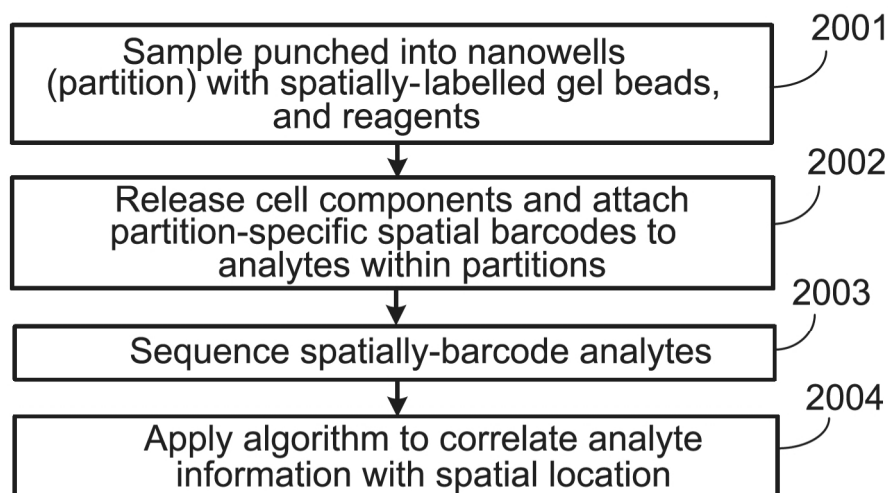 2001
Sample punched into nanowells
(partition) with spatially-labelled gel beads,
and reagents
2002
Release cell components and attach
partition-specific spatial barcodes to
analytes within partitions
2003
Sequence spatially-barcode analytes
2004
Apply algorithm to correlate analyte
information with spatial location